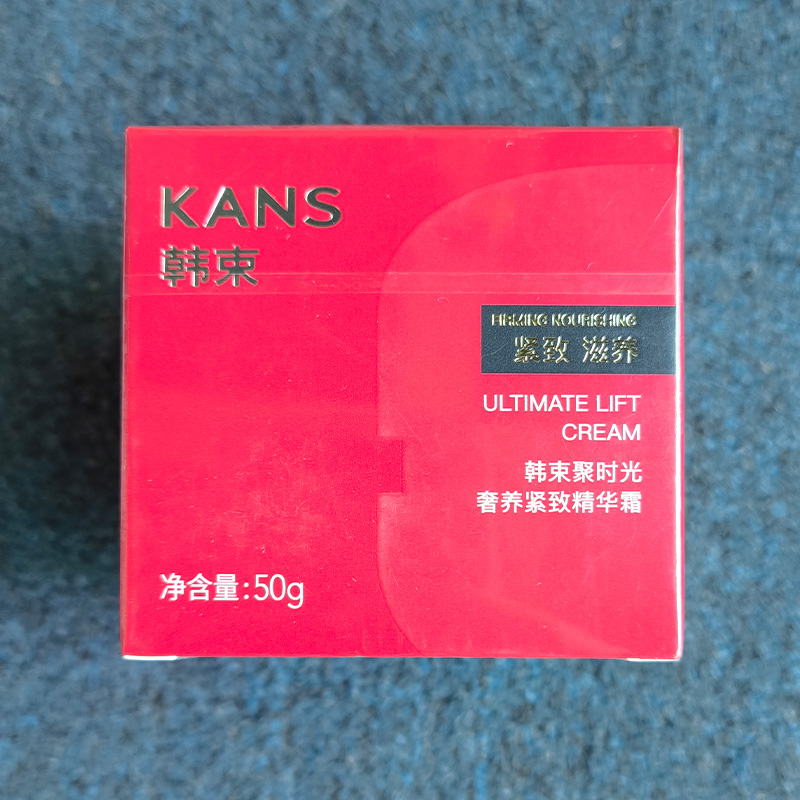 KANS
韩束
FIRMING NOURISHING
紧致 滋养
ULTIMATE LIFT
CREAM
韩束聚时光
奢养紧致精华霜
净含量:50g